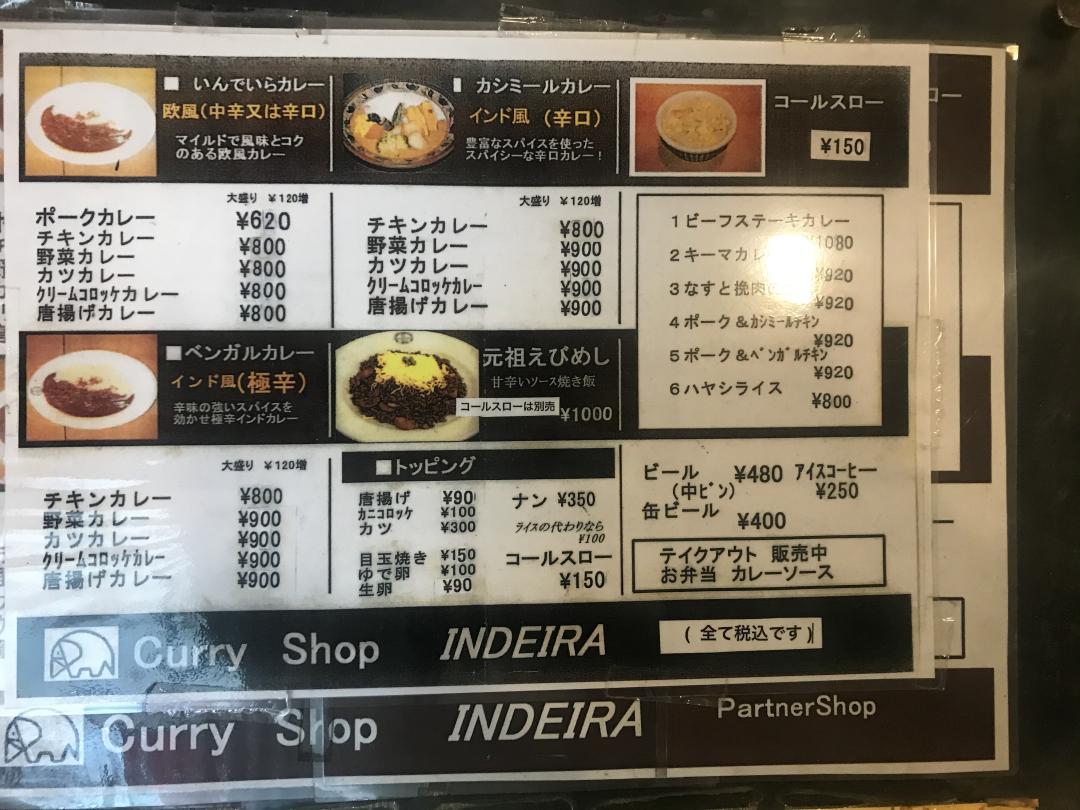 ■ いんでいらカレー
欧風(中辛又は辛口)
マイルドで風味とコク
のある欧風カレー
大盛り ¥120増
ポークカレー ¥620
チキンカレー ¥800
野菜カレー ¥800
カツカレー ¥800
クリームコロッケカレー ¥800
唐揚げカレー ¥800
カシミールカレー
インド風 (辛口)
豊富なスパイスを使った
スパイシーな辛口カレー!
大盛り ¥120増
チキンカレー ¥800
野菜カレー ¥900
カツカレー ¥900
クリームコロッケカレー ¥900
唐揚げカレー ¥900
コールスロー
¥150
1 ビーフステーキカレー
1080
2 キーマカレ
¥920
3 なすと挽肉
¥920
4 ポーク&カシミールチキン
¥920
5 ポーク&ベンガルチキン
¥920
6 ハヤシライス
¥800
■ベンガルカレー
インド風(極辛)
辛味の強いスパイスを
効かせ極辛インドカレー
大盛り ¥120増
チキンカレー ¥800
野菜カレー ¥900
カツカレー ¥900
クリームコロッケカレー ¥900
唐揚げカレー ¥900
元祖えびめし
甘辛いソース焼き飯
コールスローは別売
¥1000
■トッピング
唐揚げ ¥90
カニコロッケ ¥100
カツ ¥300
目玉焼き ¥150
ゆで卵 ¥100
生卵 ¥90
ナン ¥350
ライスの代わりなら
¥100
コールスロー
¥150
ビール ¥480
(中ビン)
アイスコーヒー
¥250
缶ビール ¥400
テイクアウト 販売中
お弁当 カレーソース
Curry Shop INDEIRA
( 全て税込です )
Curry Shop INDEIRA PartnerShop